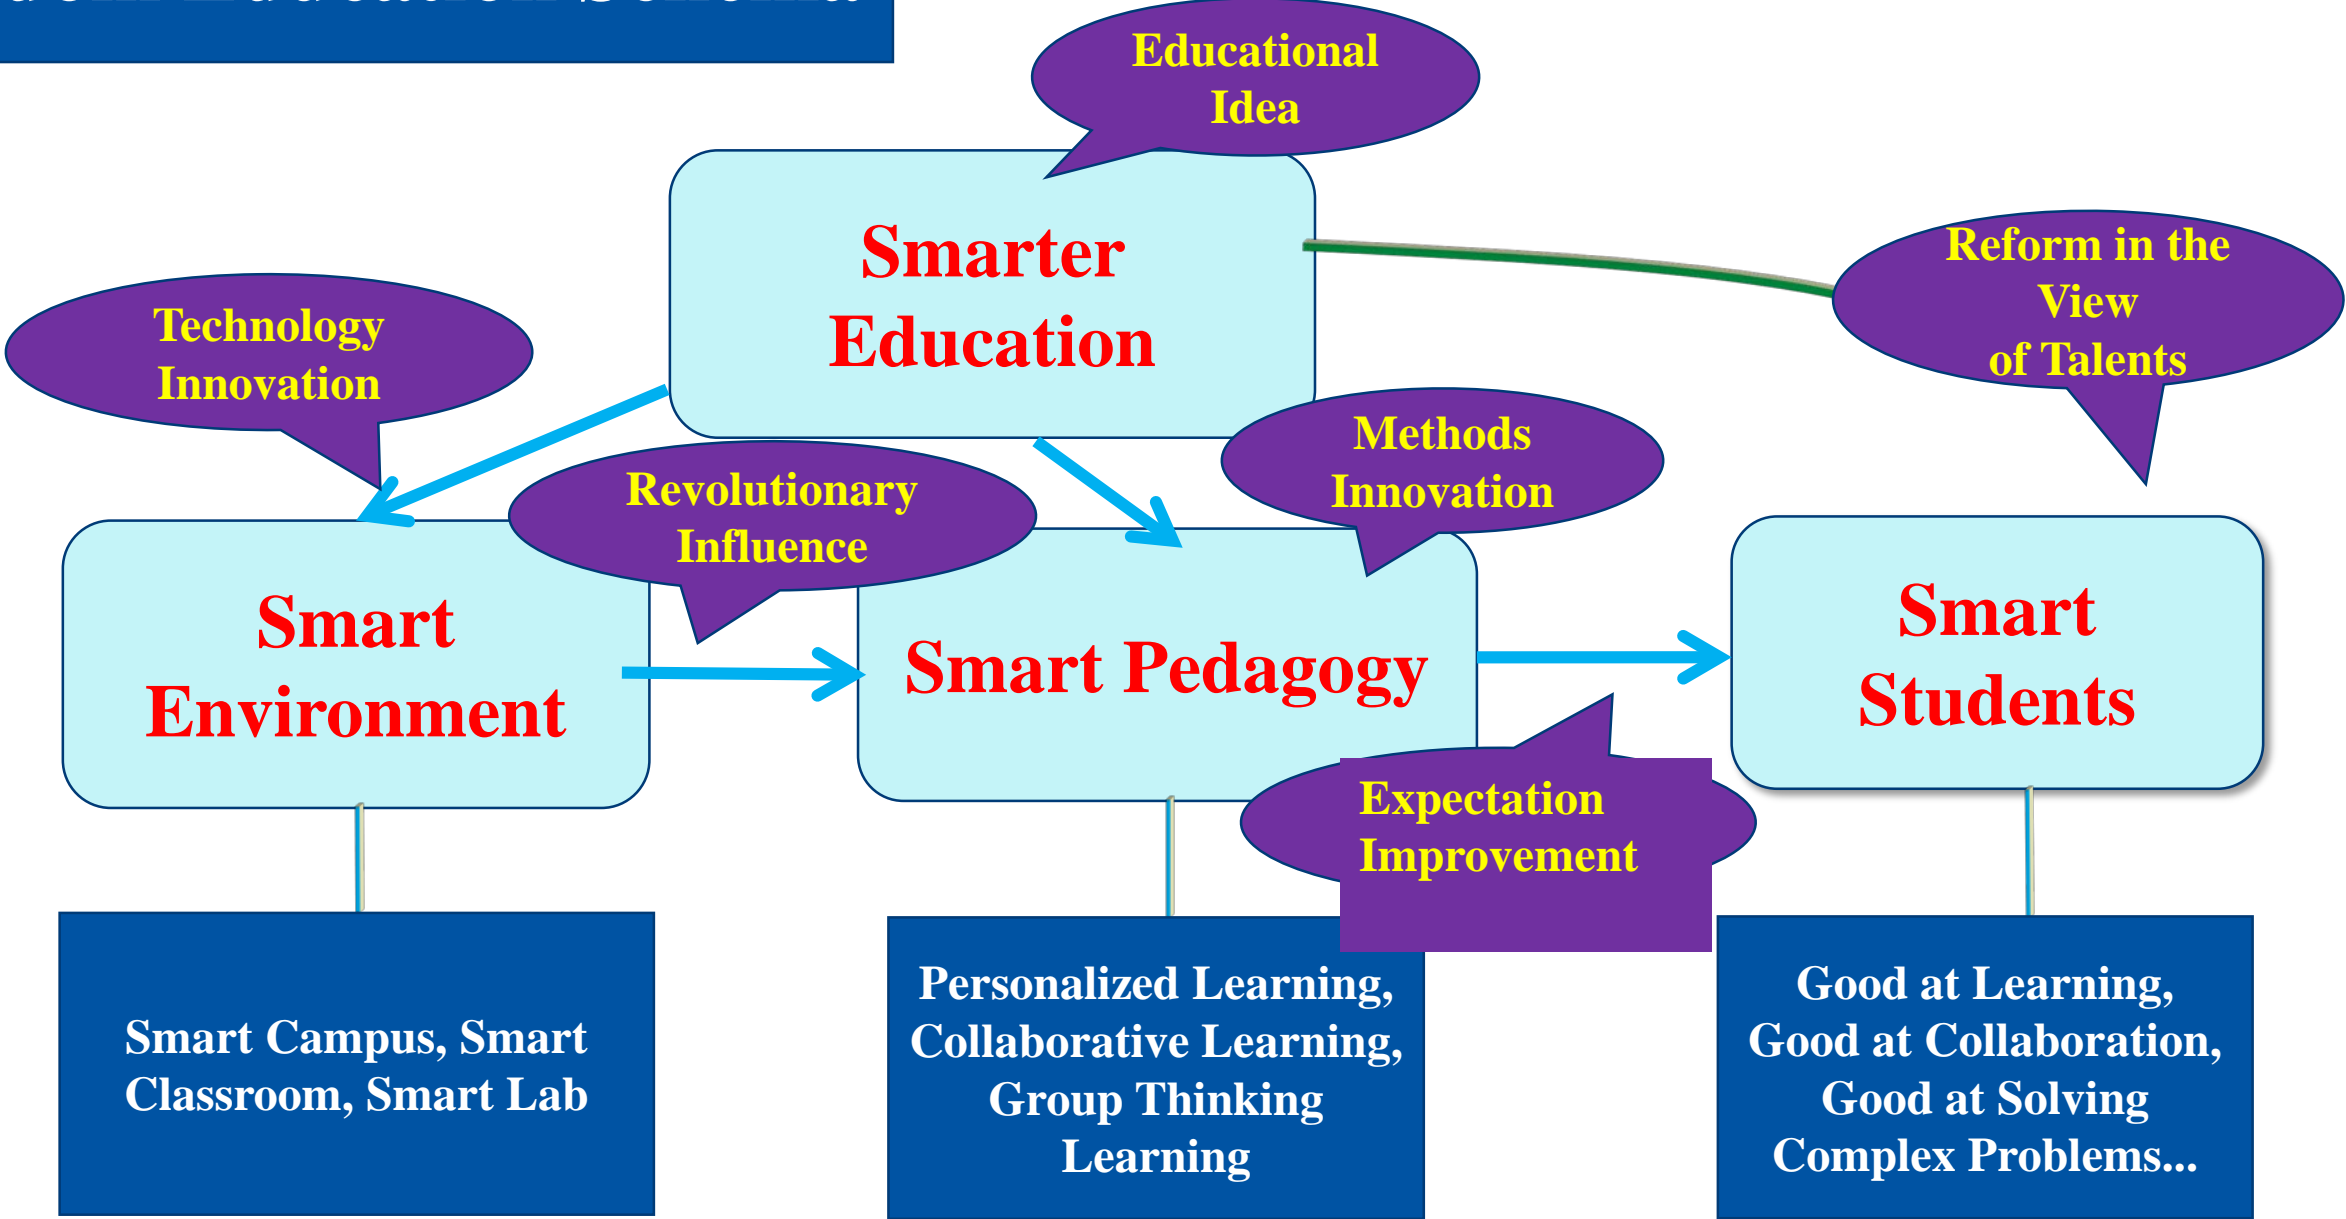 Educational
Idea
Smarter
Education
Reform in the
View
of Talents
Technology
Innovation
Methods
Innovation
Revolutionary
Influence
Smart
Environment
Smart Pedagogy
Smart
Students
Expectation
Improvement
Smart Campus, Smart
Classroom, Smart Lab
Personalized Learning,
Collaborative Learning,
Group Thinking
Learning
Good at Learning,
Good at Collaboration,
Good at Solving
Complex Problems...